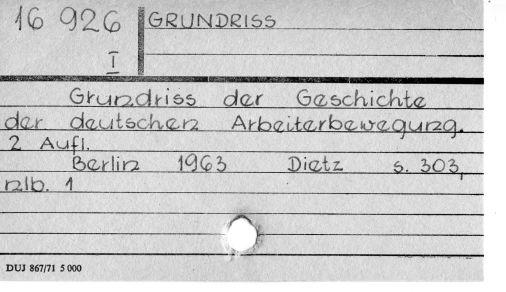 16 926
I
GRUNDRISS
Grundriss der Geschichte
der deutschen Arbeiterbewegung.
2 Aufl.
Berlin 1963 Dietz s. 303,
nlb. 1
DUJ 867/71 5 000